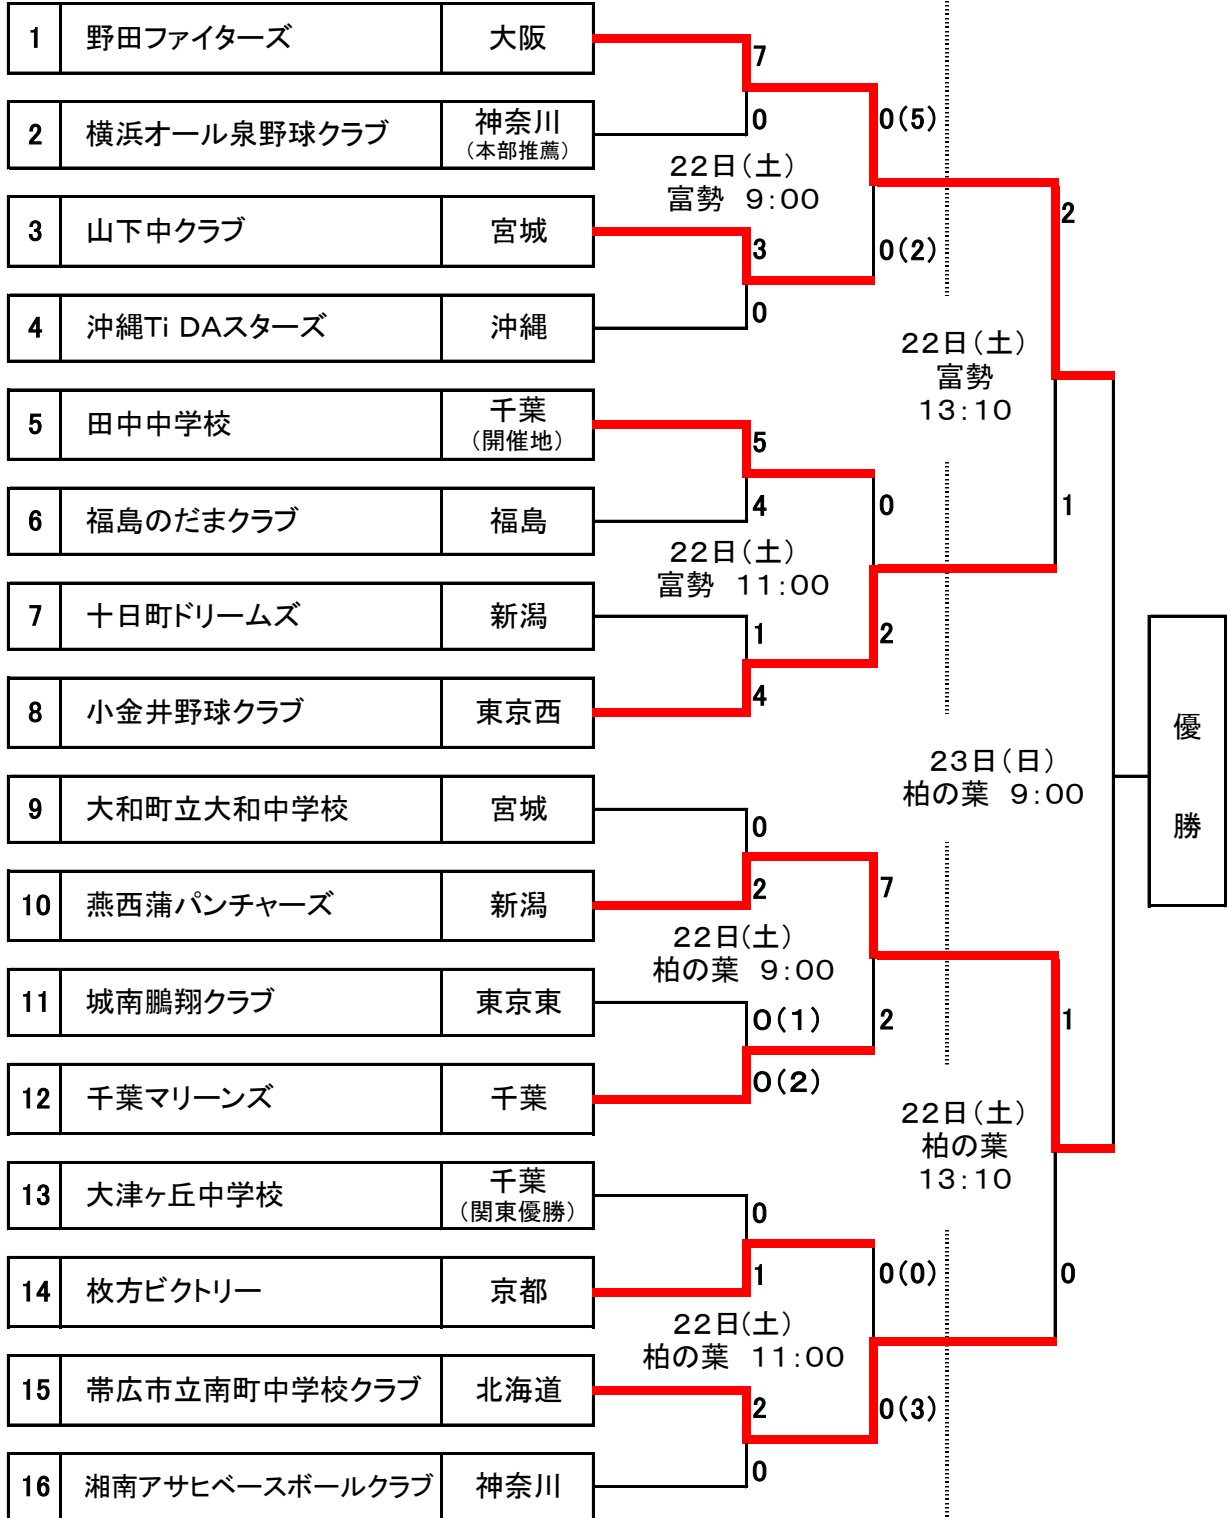 1 野田ファイターズ 大阪
7
2 横浜オール泉野球クラブ 神奈川
（本部推薦）
0
0(5)
22日（土）
富勢 9:00
3 山下中クラブ 宮城
3
0(2)
2
4 沖縄Ti DAスターズ 沖縄
0
22日（土）
富勢
13:10
5 田中中学校 千葉
（開催地）
5
6 福島のだまクラブ 福島
4
0
1
22日（土）
富勢 11:00
7 十日町ドリームズ 新潟
1
2
8 小金井野球クラブ 東京西
4
23日（日）
柏の葉 9:00
優
勝
9 大和町立大和中学校 宮城
0
10 燕西蒲パンチャーズ 新潟
2
7
22日（土）
柏の葉 9:00
11 城南鵬翔クラブ 東京東
0(1)
2
1
12 千葉マリーンズ 千葉
0(2)
22日（土）
柏の葉
13:10
13 大津ヶ丘中学校 千葉
（関東優勝）
0
14 枚方ビクトリー 京都
1
0(0)
0
22日（土）
柏の葉 11:00
15 帯広市立南町中学校クラブ 北海道
2
0(3)
16 湘南アサヒベースボールクラブ 神奈川
0